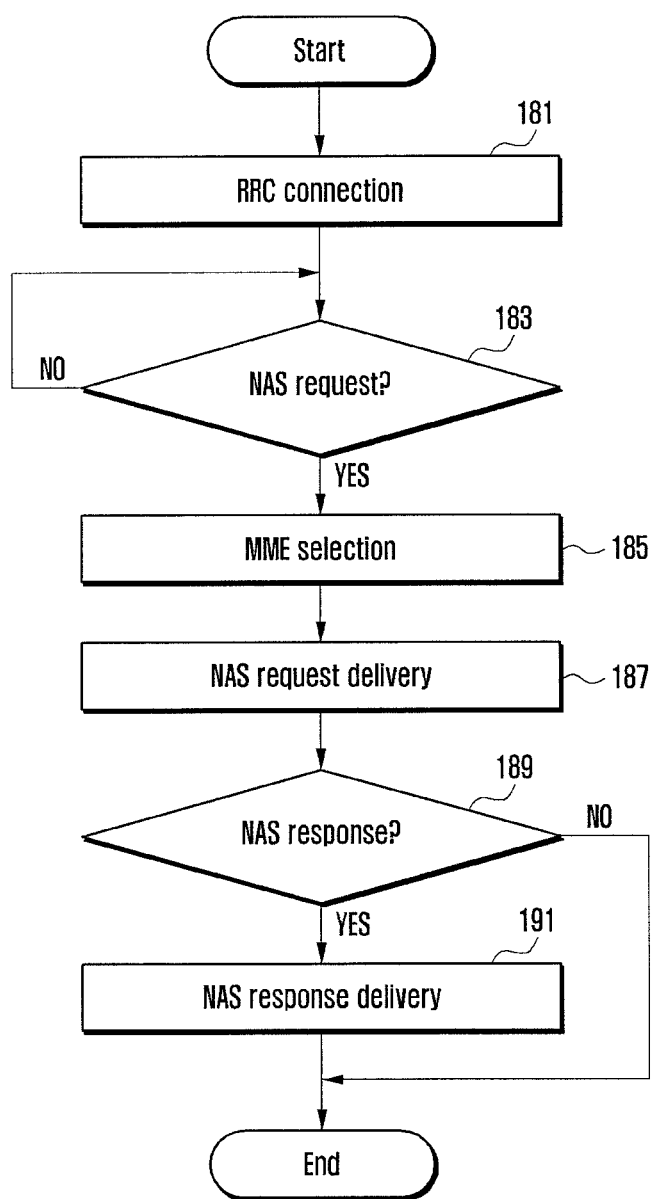 Start
181
RRC connection
183
NAS request?
NO
YES
MME selection
185
NAS request delivery
187
189
NAS response?
NO
YES
191
NAS response delivery
End